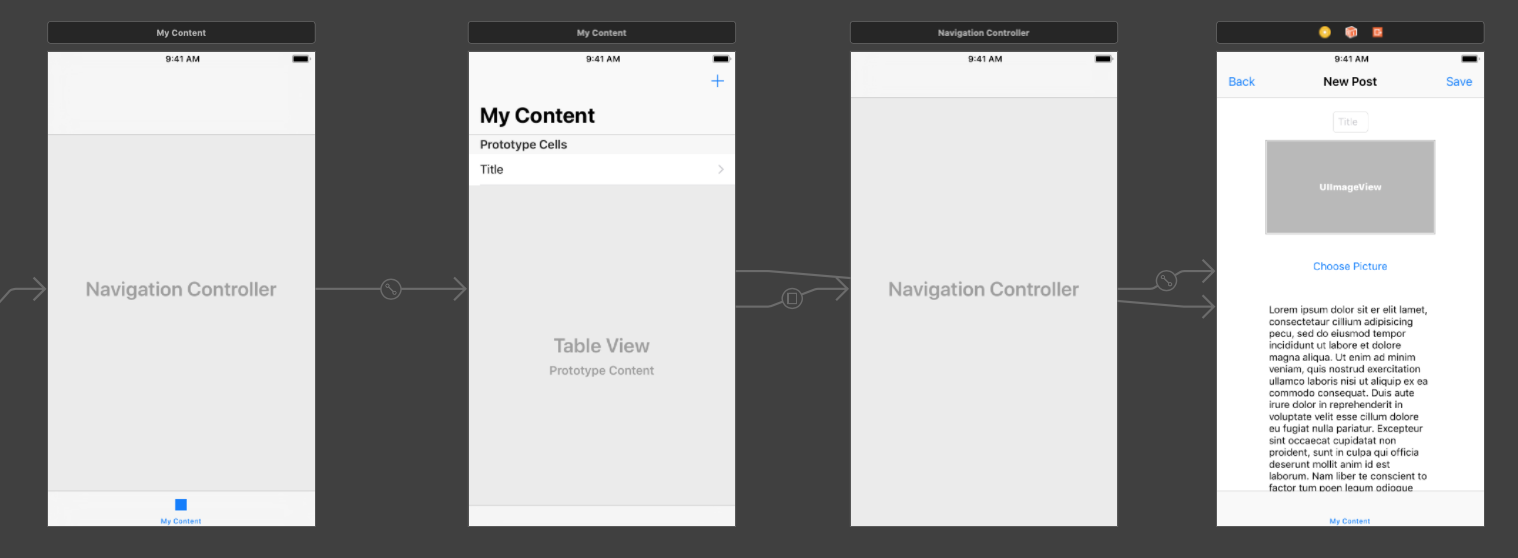 My Content
9:41 AM
Navigation Controller
My Content
My Content
9:41 AM
+
My Content
Prototype Cells
Title
Table View
Prototype Content
Navigation Controller
9:41 AM
Navigation Controller
9:41 AM
Back New Post Save
Title
UIImageView
Choose Picture
Lorem ipsum dolor sit er elit lamet,
consectetaur cillium adipisicing
pecu, sed do eiusmod tempor
incididunt ut labore et dolore
magna aliqua. Ut enim ad minim
veniam, quis nostrud exercitation
ullamco laboris nisi ut aliquip ex ea
commodo consequat. Duis aute
irure dolor in reprehenderit in
voluptate velit esse cillum dolore
eu fugiat nulla pariatur. Excepteur
sint occaecat cupidatat non
proident, sunt in culpa qui officia
deserunt mollit anim id est
laborum. Nam liber te conscient to
factor tum poen legum odioque
My Content